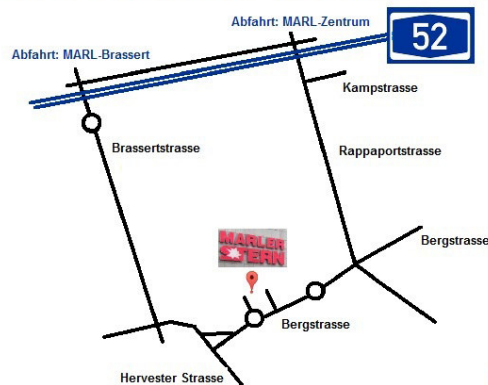 Abfahrt: MARL-Zentrum
52
Abfahrt: MARL-Brassert
Kampstrasse
Brassertstrasse
Rappaportstrasse
MARLER
STERN
Bergstrasse
Bergstrasse
Hervester Strasse